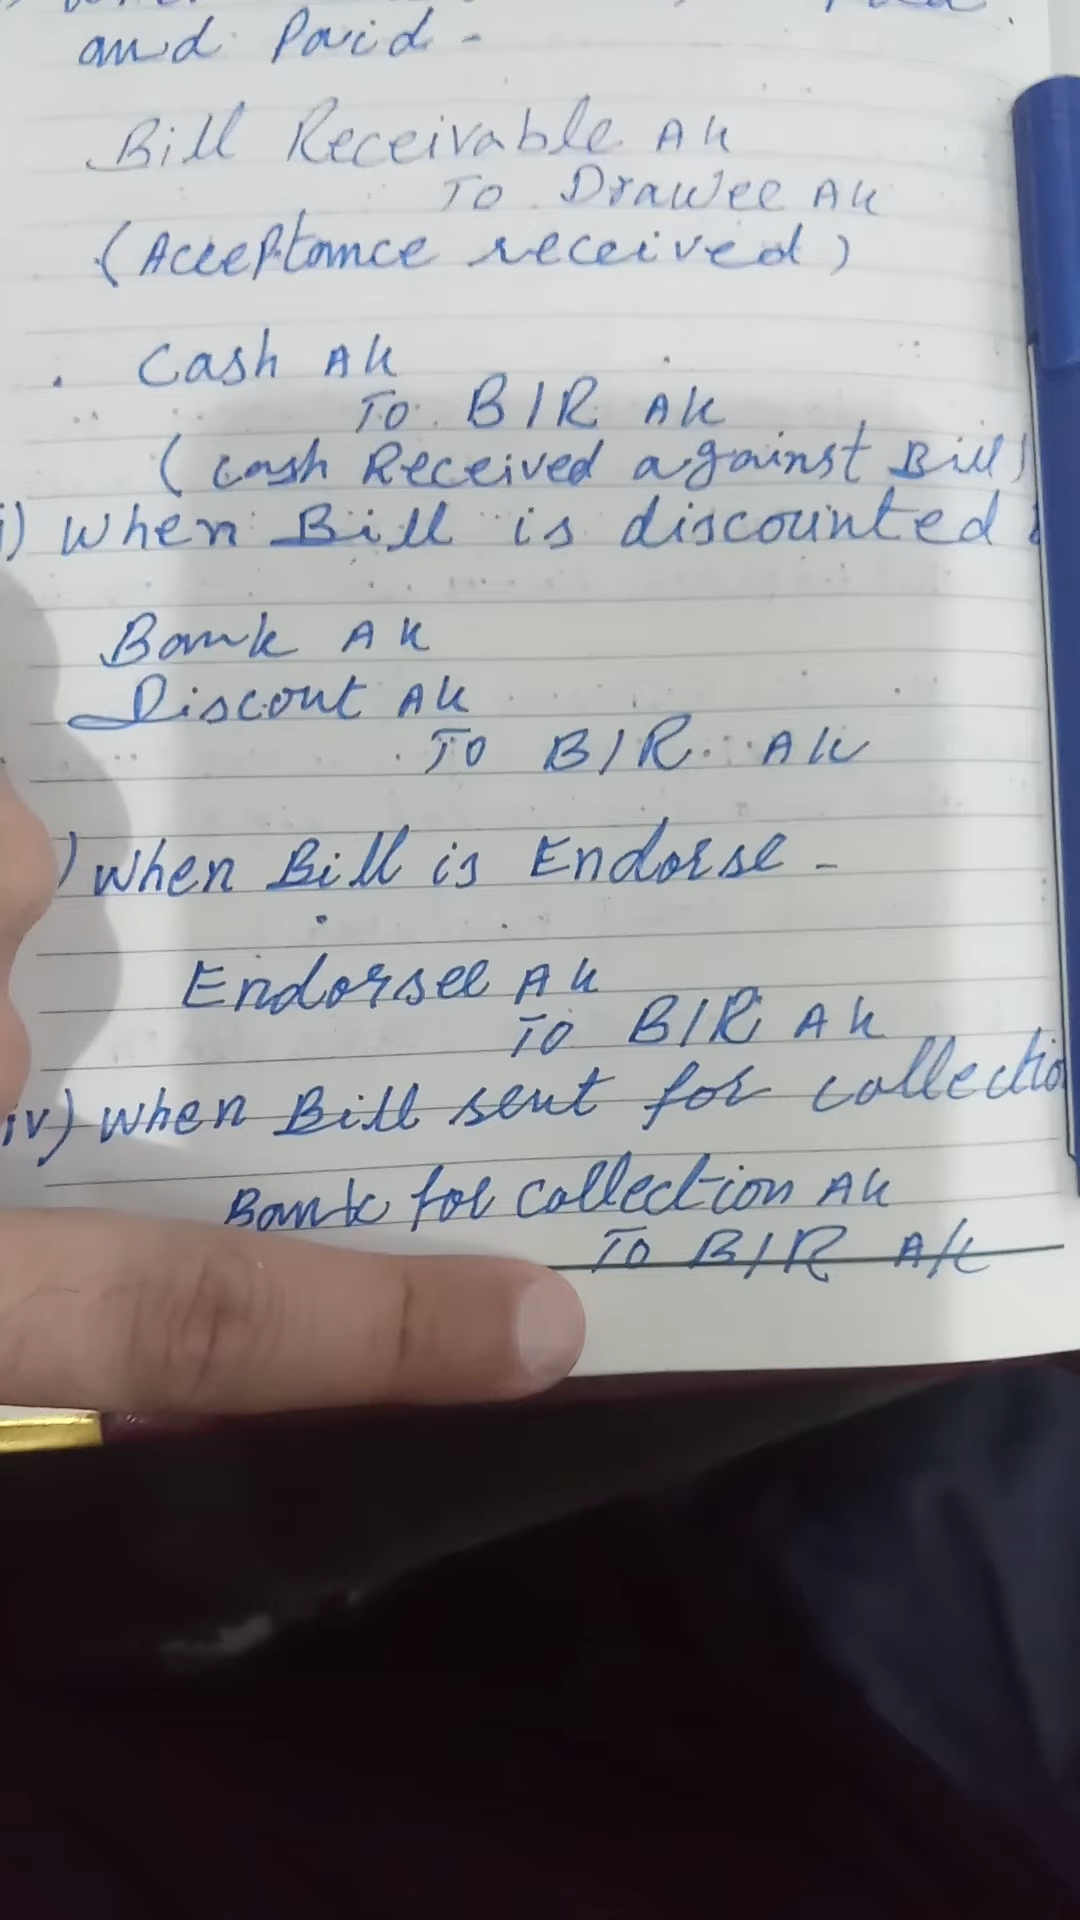 and Paid -
Bill Receivable A/c
To Drawee A/c
(Acceptance received)
Cash A/c
To B/R A/c
(Cash Received against Bill)
i) When Bill is discounted
Bank A/c
Discout A/c
To B/R A/c
) When Bill is Endorse -
Endorsee A/c
To B/R A/c
iv) When Bill sent for collectio
Bank for Collection A/c
To B/R A/c